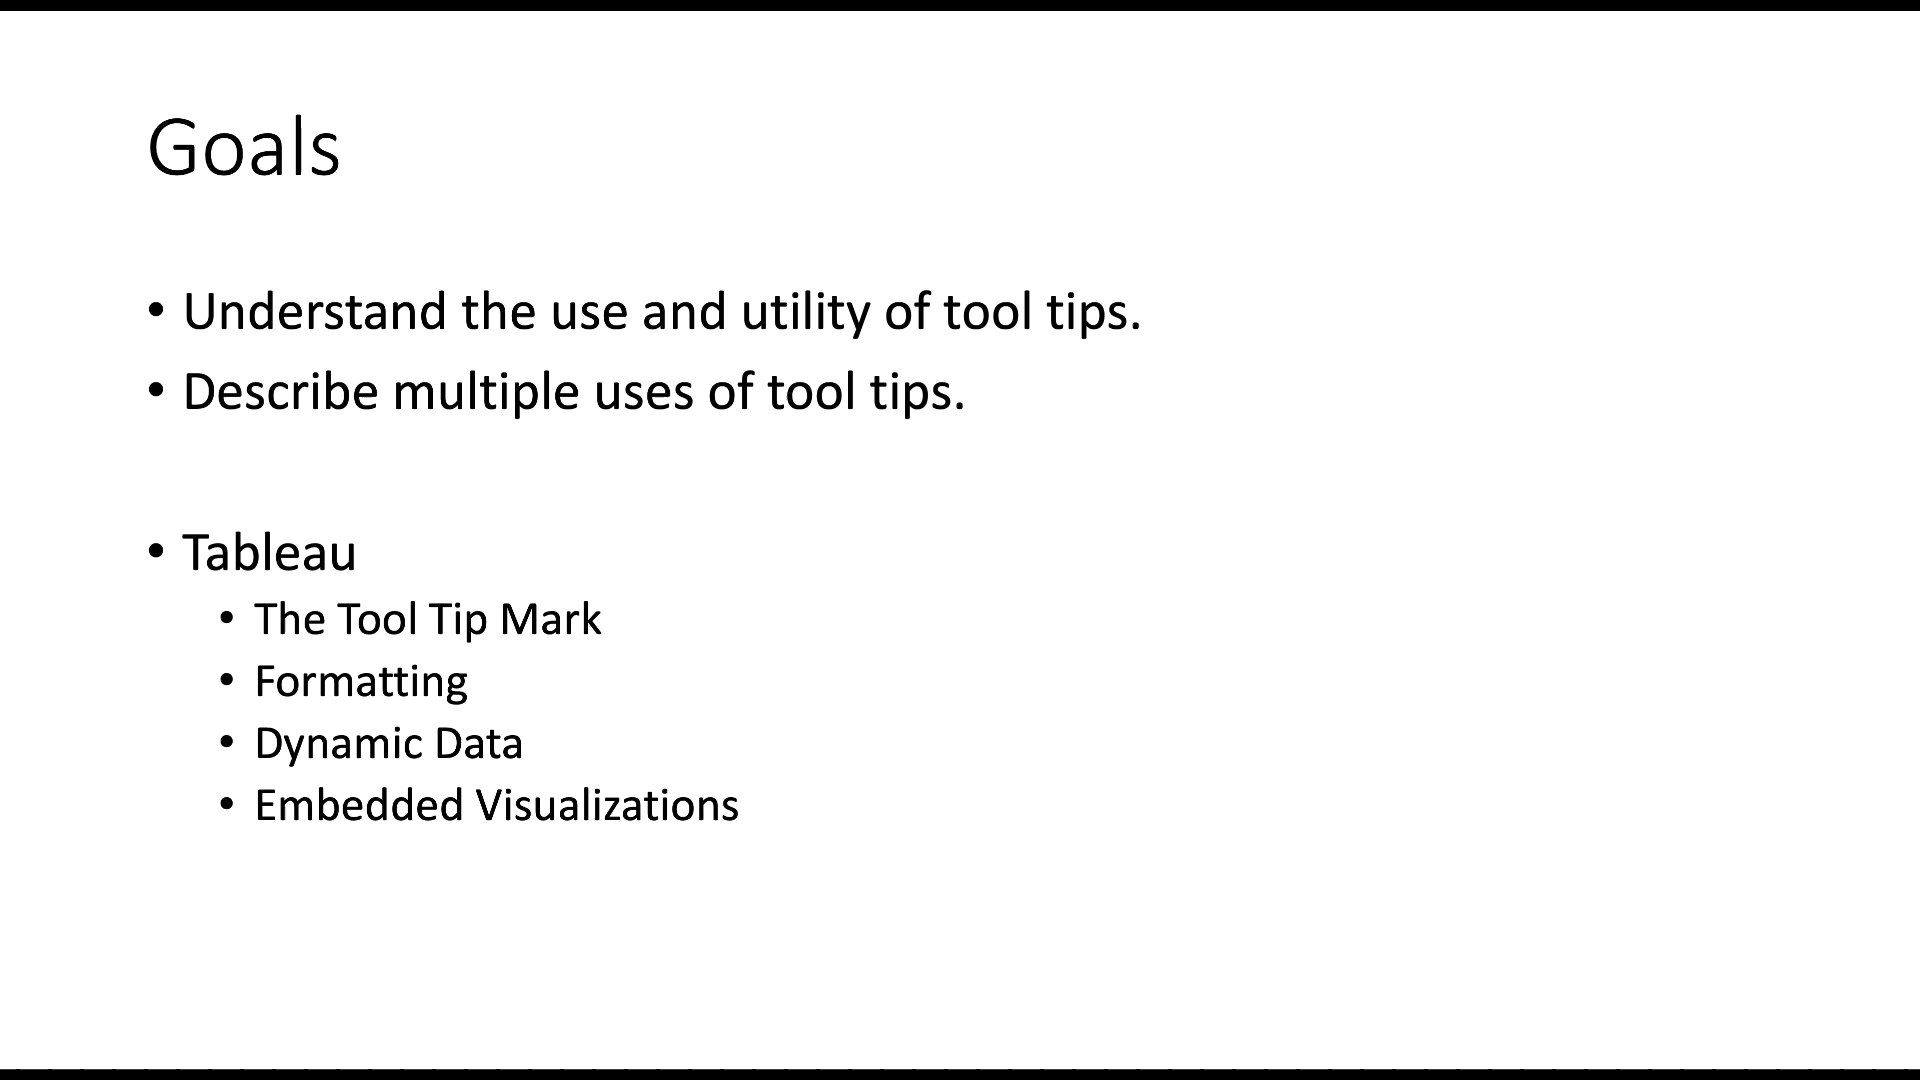 Goals
• Understand the use and utility of tool tips.
• Describe multiple uses of tool tips.
• Tableau
• The Tool Tip Mark
• Formatting
• Dynamic Data
• Embedded Visualizations